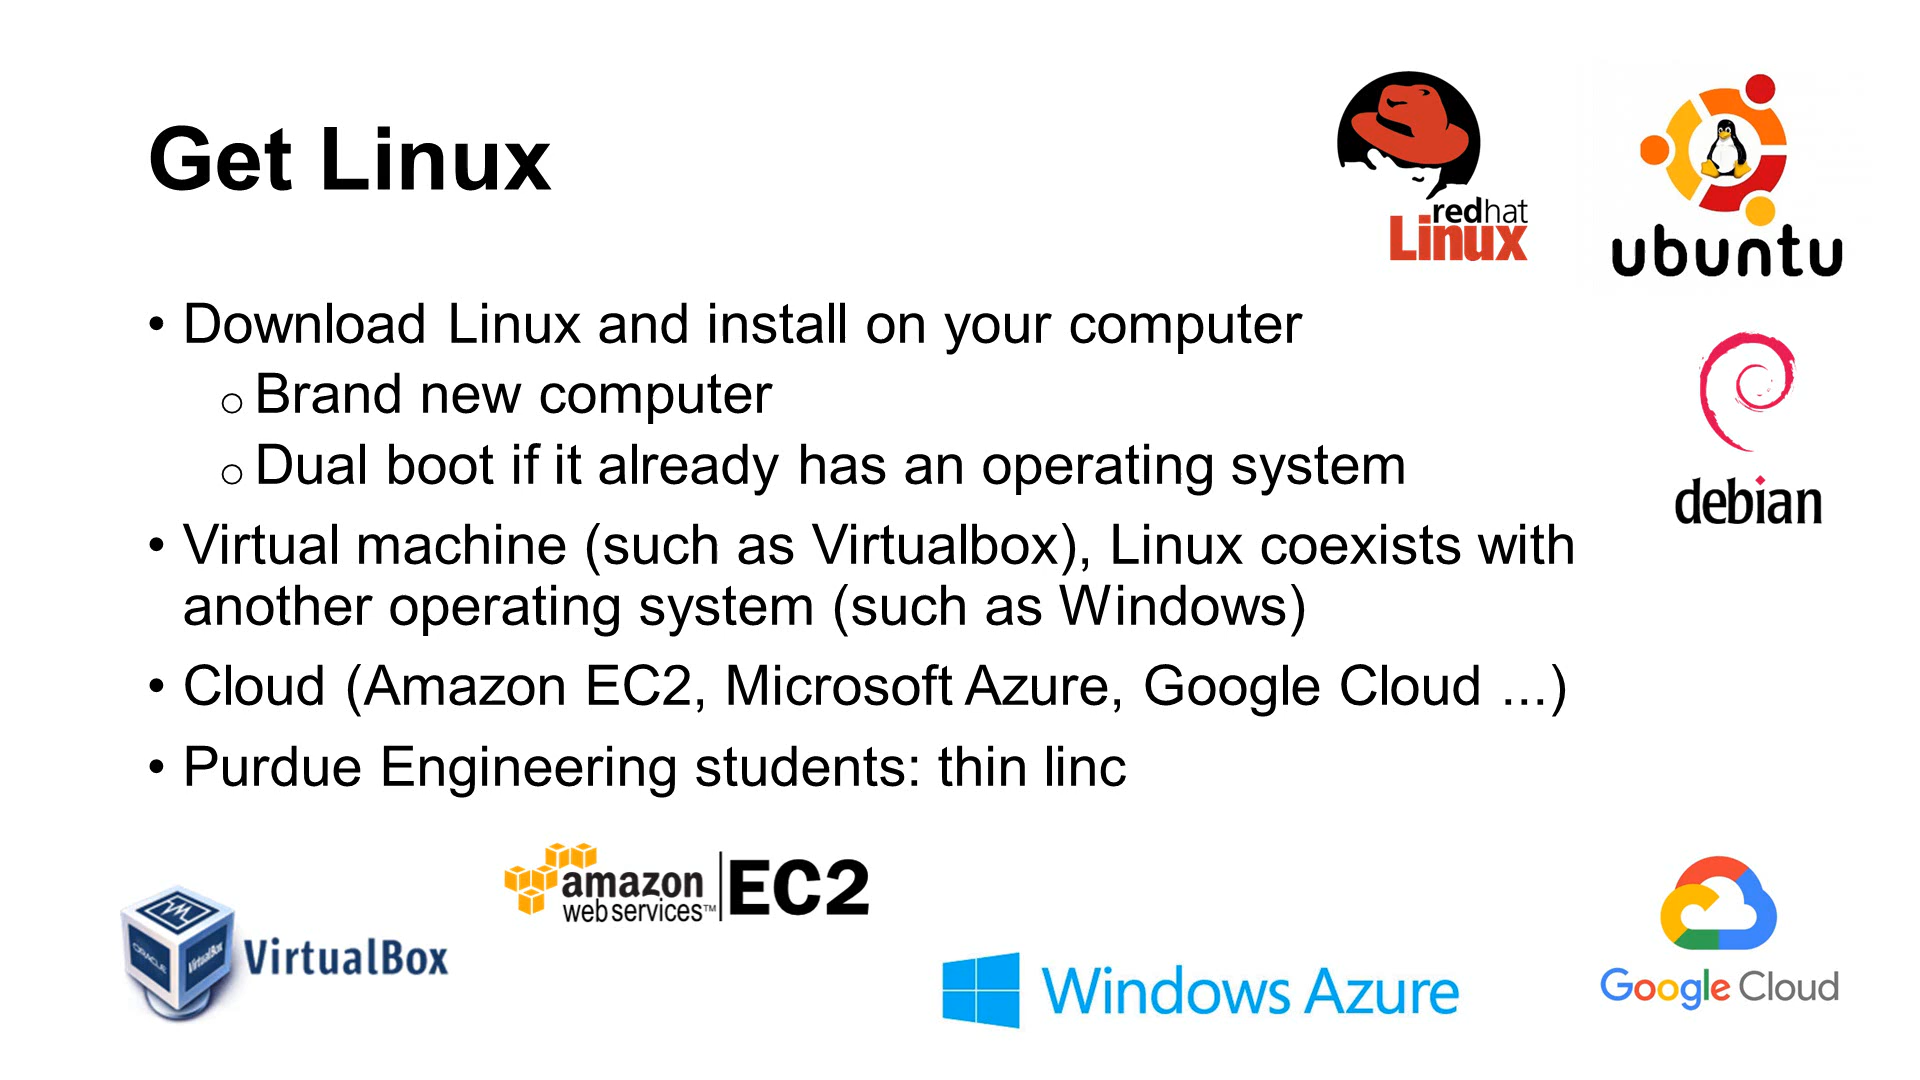 Get Linux
redhat
Linux
ubuntu
• Download Linux and install on your computer
o Brand new computer
o Dual boot if it already has an operating system
debian
• Virtual machine (such as Virtualbox), Linux coexists with
another operating system (such as Windows)
• Cloud (Amazon EC2, Microsoft Azure, Google Cloud ...)
• Purdue Engineering students: thin linc
amazon
webservices™
EC2
ORACLE
VirtualBox
VirtualBox
Windows Azure
Google Cloud